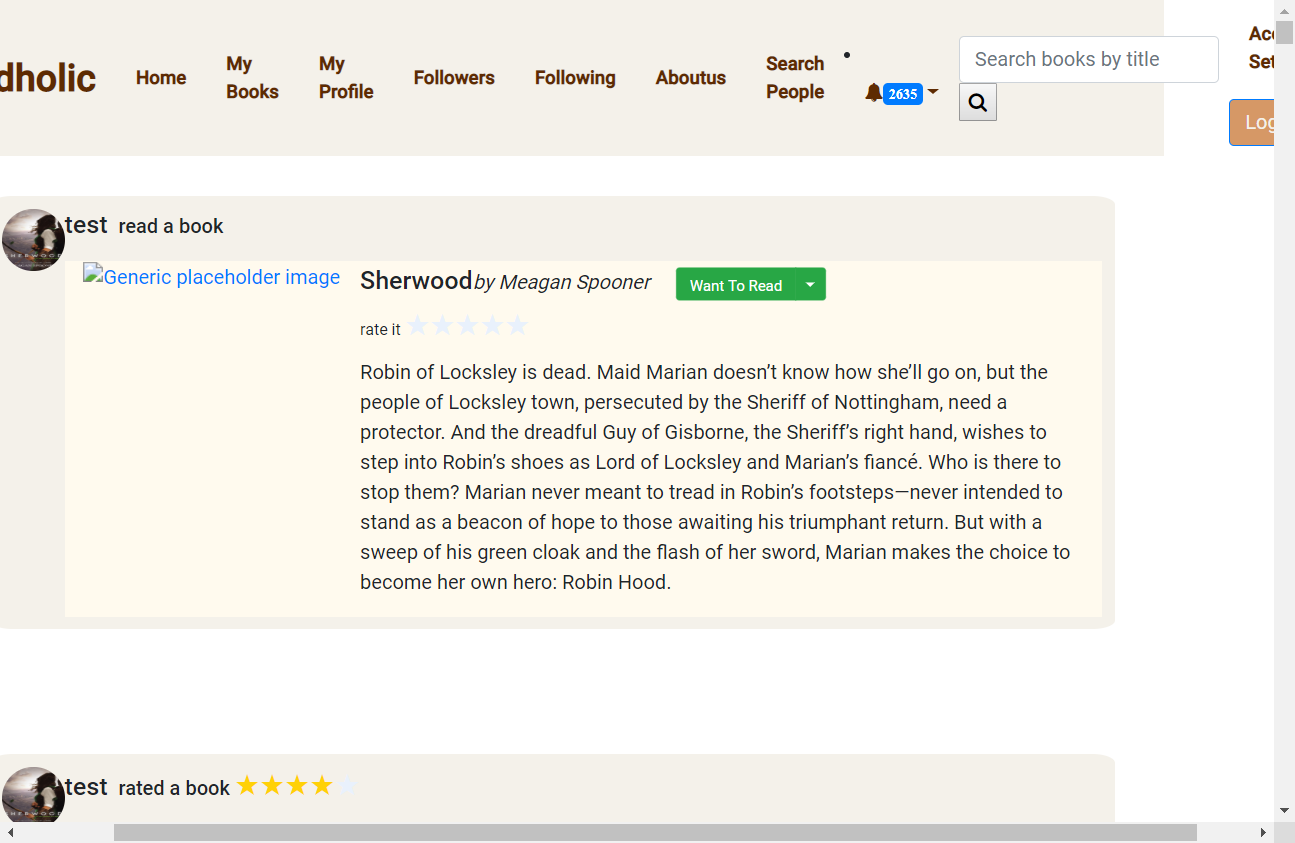 dholic
Home
My
Books
My
Profile
Followers
Following
Aboutus
Search
People
2635
Search books by title
Acc
Set
Log
test read a book
Generic placeholder image
Sherwood by Meagan Spooner
Want To Read
rate it
Robin of Locksley is dead. Maid Marian doesn’t know how she’ll go on, but the
people of Locksley town, persecuted by the Sheriff of Nottingham, need a
protector. And the dreadful Guy of Gisborne, the Sheriff’s right hand, wishes to
step into Robin’s shoes as Lord of Locksley and Marian’s fiancé. Who is there to
stop them? Marian never meant to tread in Robin’s footsteps—never intended to
stand as a beacon of hope to those awaiting his triumphant return. But with a
sweep of his green cloak and the flash of her sword, Marian makes the choice to
become her own hero: Robin Hood.
test rated a book